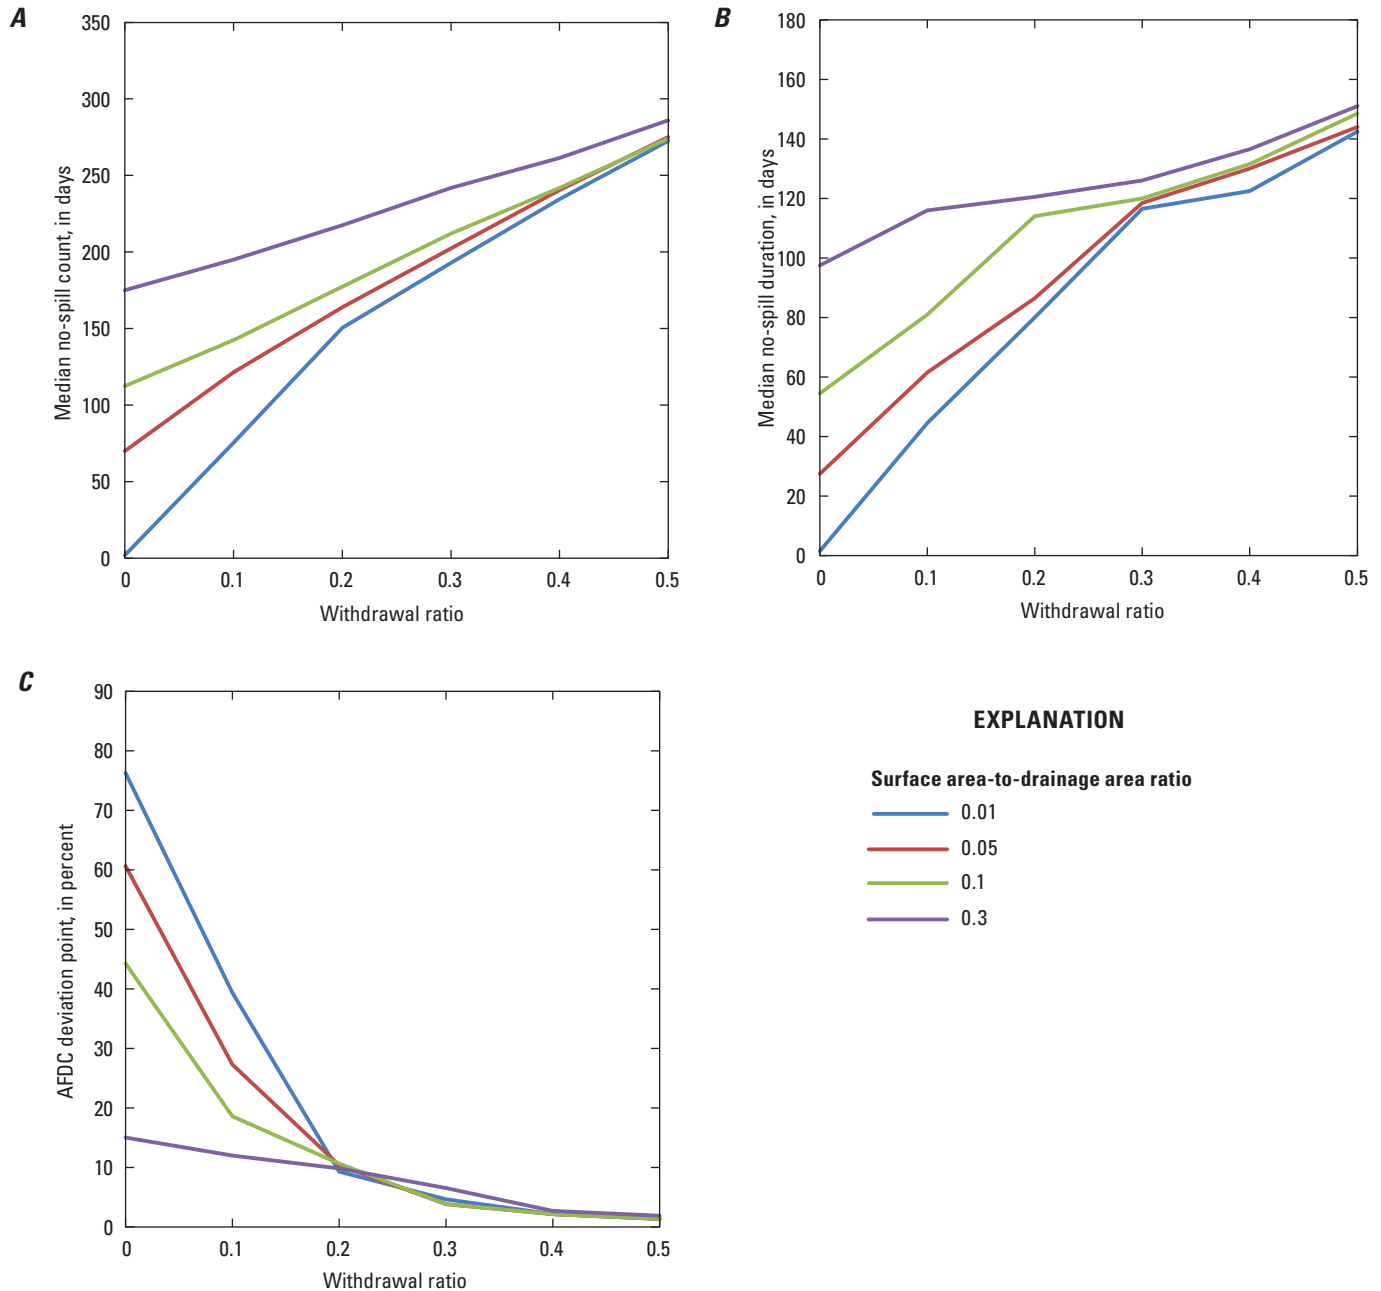 A
350
300
250
200
150
100
50
0
Median no-spill count, in days
0 0.1 0.2 0.3 0.4 0.5
Withdrawal ratio
B
180
160
140
120
100
80
60
40
20
0
Median no-spill duration, in days
0 0.1 0.2 0.3 0.4 0.5
Withdrawal ratio
C
90
80
70
60
50
40
30
20
10
0
AFDC deviation point, in percent
0 0.1 0.2 0.3 0.4 0.5
Withdrawal ratio
EXPLANATION
Surface area-to-drainage area ratio
0.01
0.05
0.1
0.3